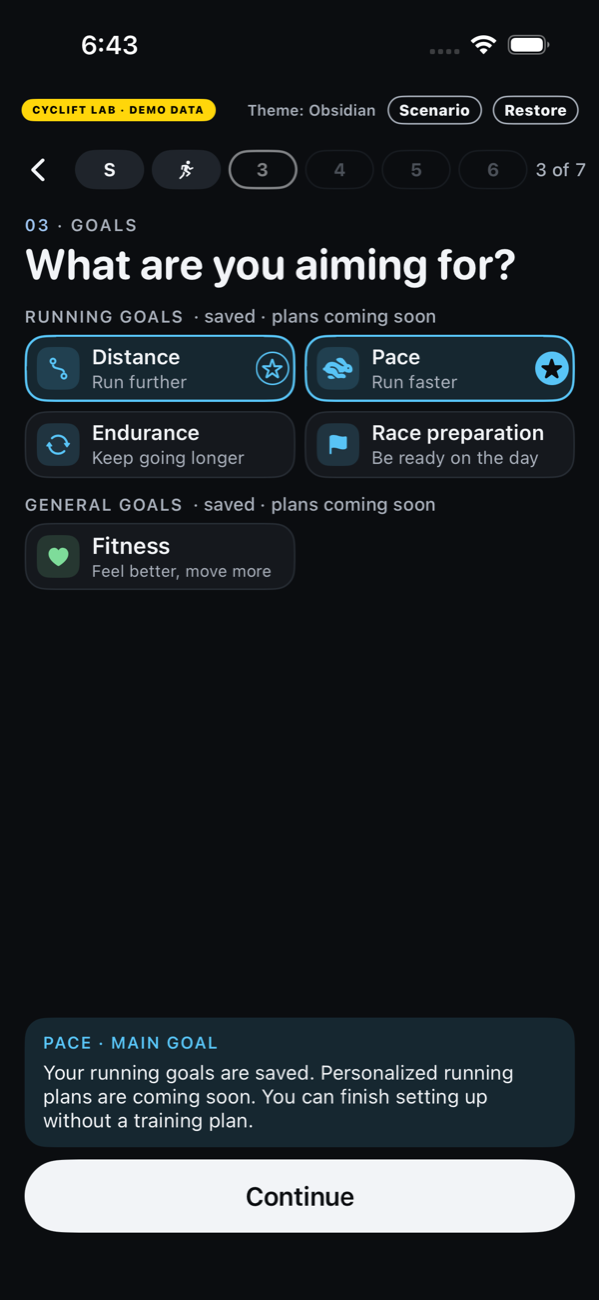 6:43
CYCLIFT LAB · DEMO DATA
Theme: Obsidian
Scenario
Restore
S
3
4
5
6
3 of 7
03 · GOALS
What are you aiming for?
RUNNING GOALS · saved · plans coming soon
Distance
Run further
Pace
Run faster
Endurance
Keep going longer
Race preparation
Be ready on the day
GENERAL GOALS · saved · plans coming soon
Fitness
Feel better, move more
PACE · MAIN GOAL
Your running goals are saved. Personalized running
plans are coming soon. You can finish setting up
without a training plan.
Continue